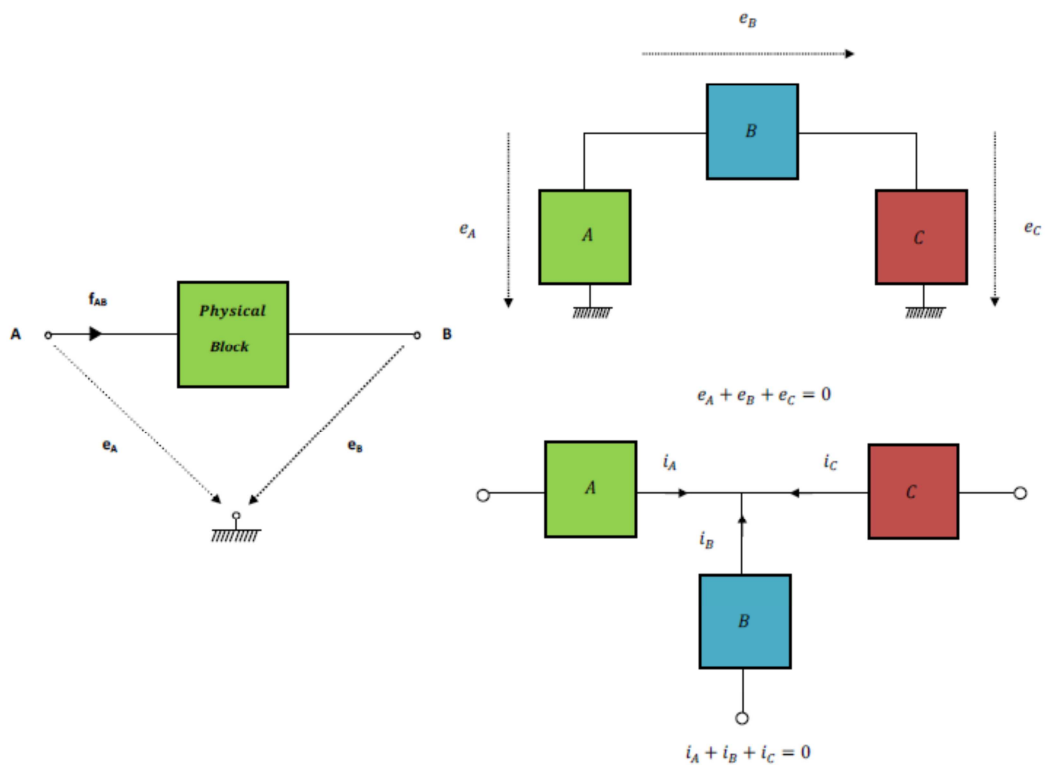 A
f_AB
Physical
Block
B
e_A
e_B
e_B
e_A
A
B
C
e_C
e_A + e_B + e_C = 0
A
i_A
i_C
C
i_B
B
i_A + i_B + i_C = 0